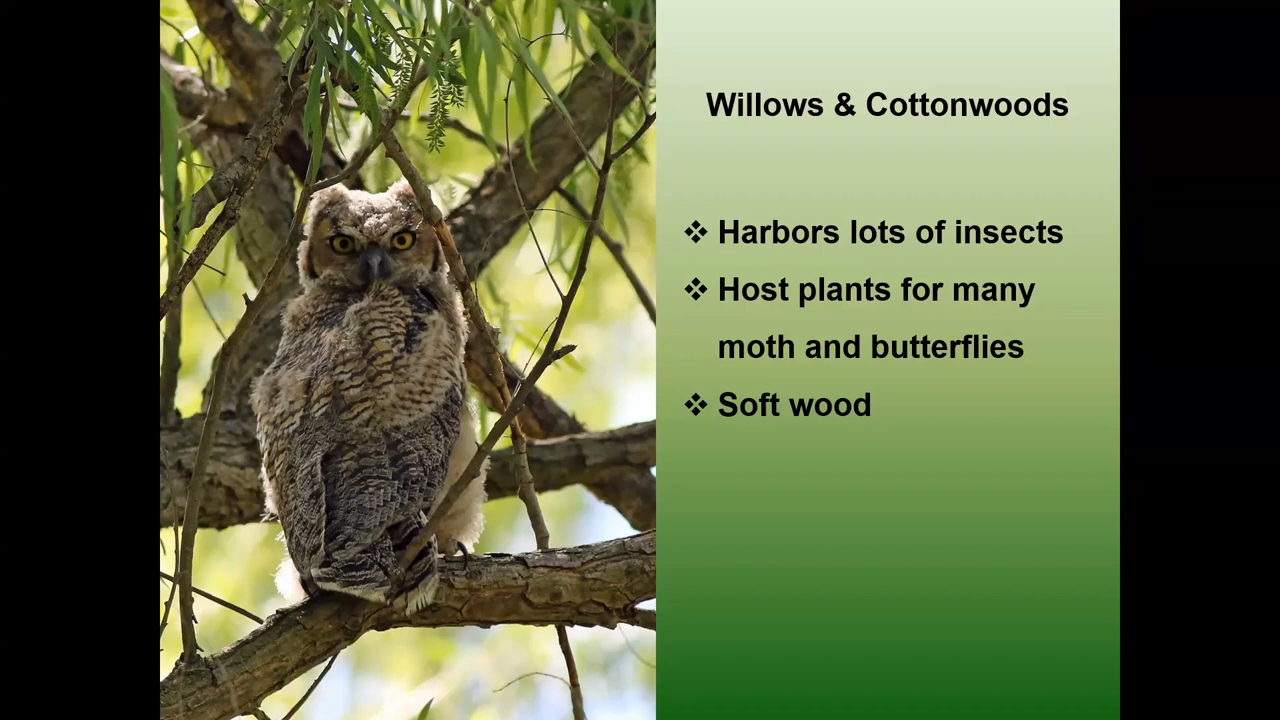 Willows & Cottonwoods
❖ Harbors lots of insects
❖ Host plants for many
moth and butterflies
❖ Soft wood